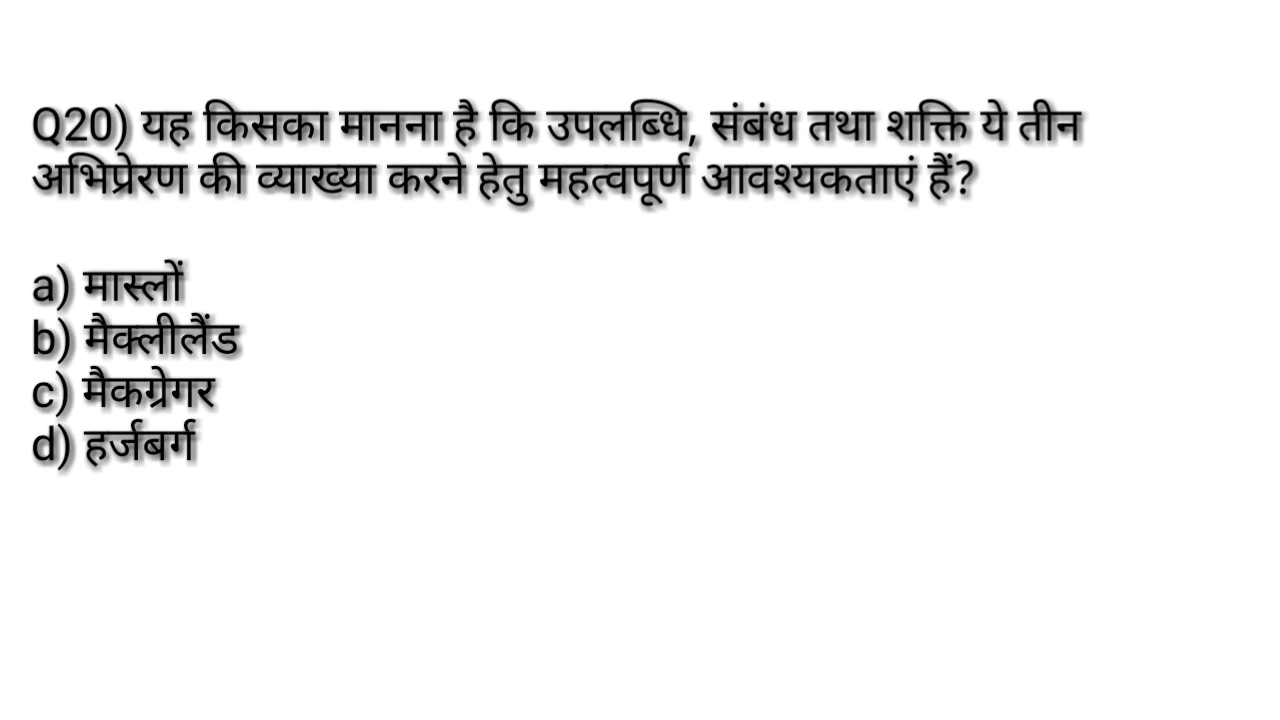 Q20) यह किसका मानना है कि उपलब्धि, संबंध तथा शक्ति ये तीन
अभिप्रेरण की व्याख्या करने हेतु महत्वपूर्ण आवश्यकताएं हैं?
a) मास्लों
b) मैक्लीलैंड
c) मैकग्रेगर
d) हर्जबर्ग